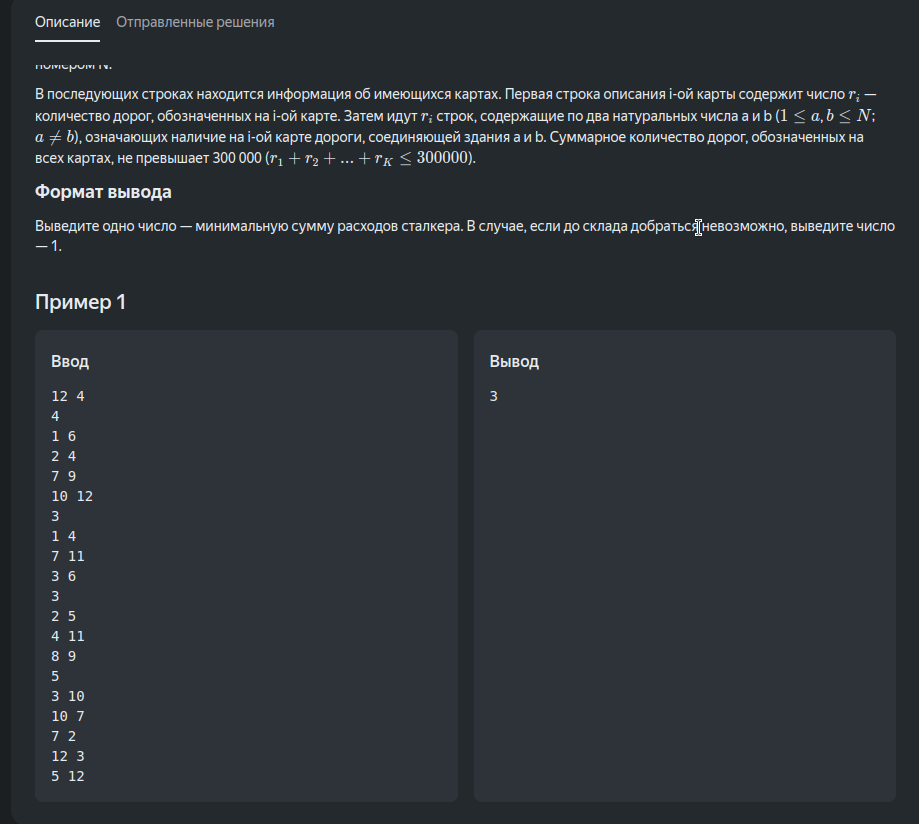 Описание Отправленные решения
номером N.
В последующих строках находится информация об имеющихся картах. Первая строка описания i-ой карты содержит число r_i —
количество дорог, обозначенных на i-ой карте. Затем идут r_i строк, содержащие по два натуральных числа a и b (1 ≤ a, b ≤ N;
a ≠ b), означающих наличие на i-ой карте дороги, соединяющей здания a и b. Суммарное количество дорог, обозначенных на
всех картах, не превышает 300 000 (r_1 + r_2 + ... + r_K ≤ 300000).
Формат вывода
Выведите одно число — минимальную сумму расходов сталкера. В случае, если до склада добраться невозможно, выведите число
— 1.
Пример 1
Ввод
12 4
4
1 6
2 4
7 9
10 12
3
1 4
7 11
3 6
3
2 5
4 11
8 9
5
3 10
10 7
7 2
12 3
5 12
Вывод
3